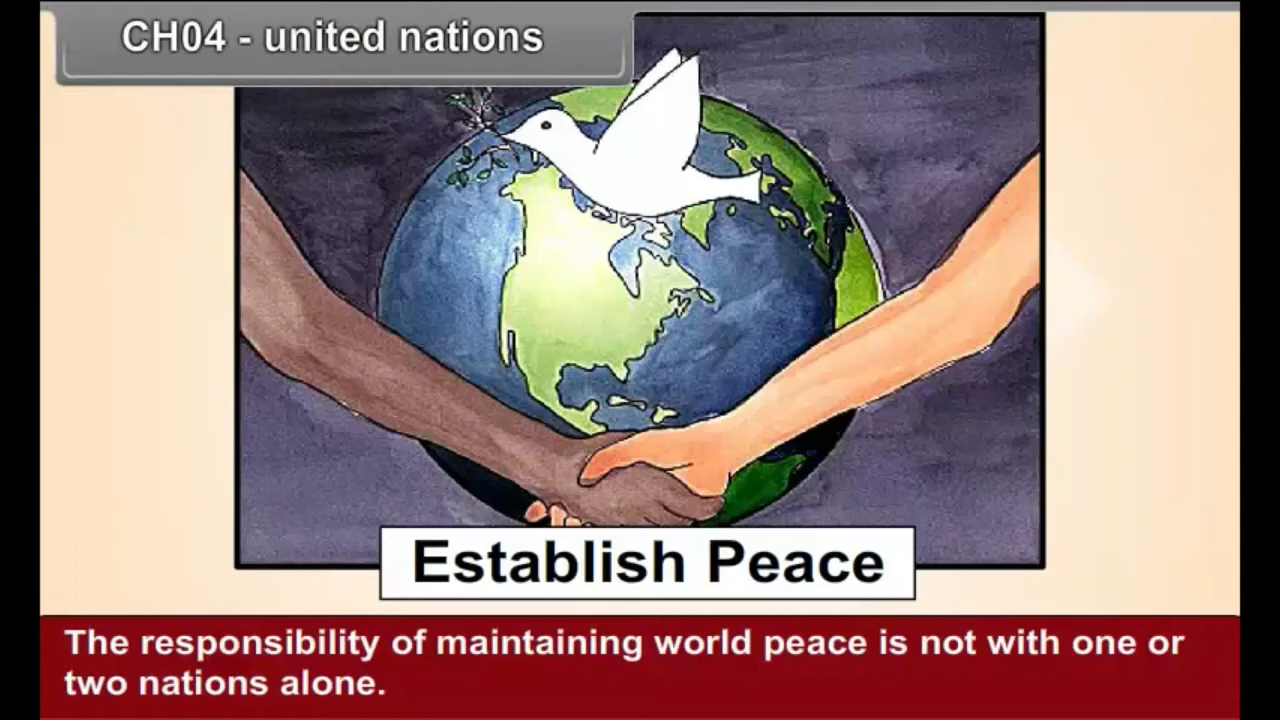 CH04 - united nations
Establish Peace
The responsibility of maintaining world peace is not with one or
two nations alone.